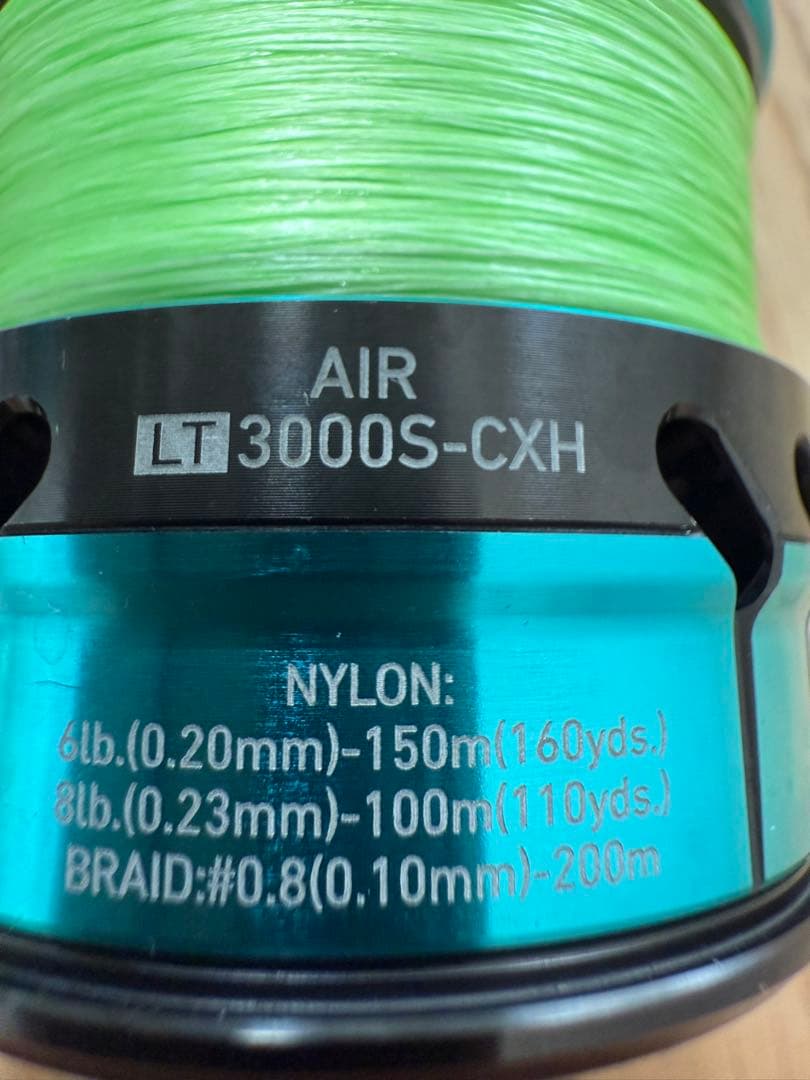 AIR
LT 3000S-CXH
NYLON:
6lb.(0.20mm)-150m(160yds.)
8lb.(0.23mm)-100m(110yds.)
BRAID:#0.8(0.10mm)-200m